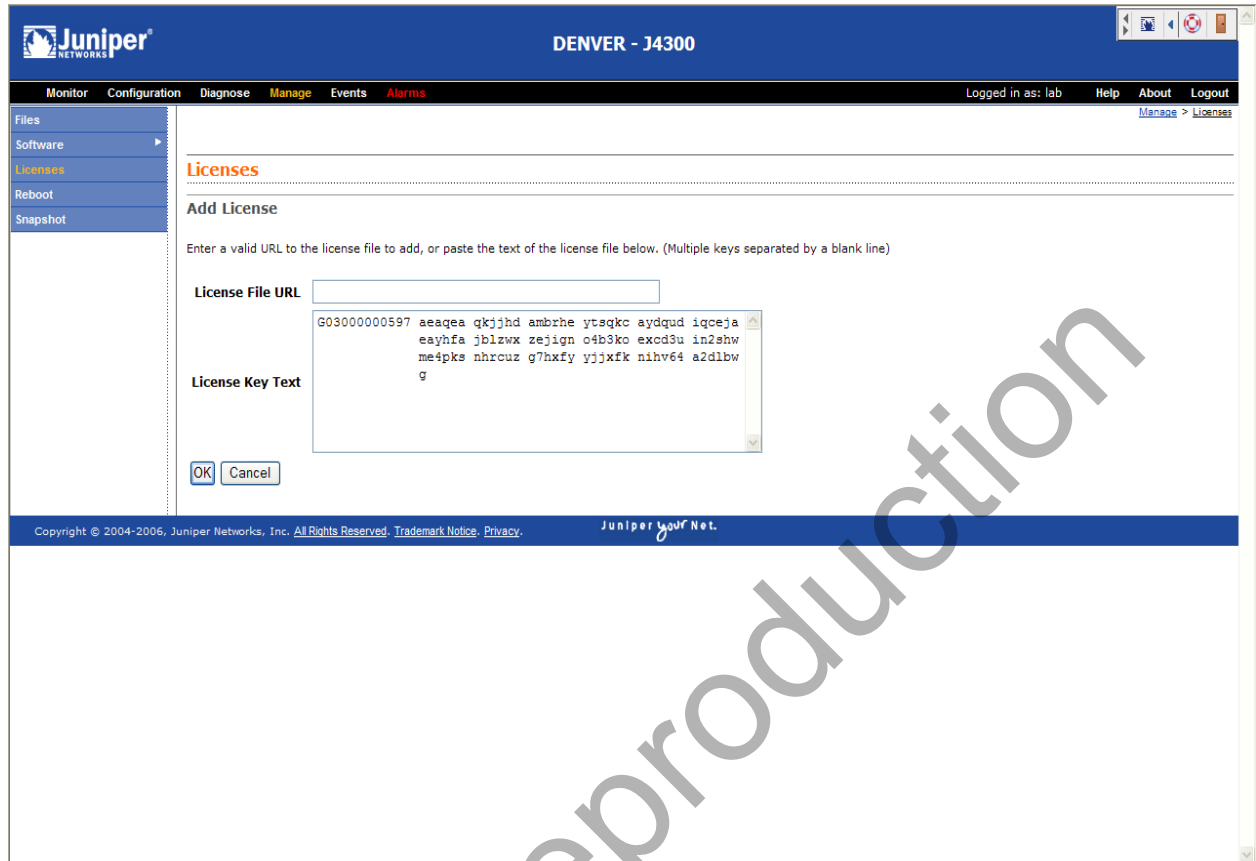 Juniper®
NETWORKS
DENVER - J4300
Monitor Configuration Diagnose Manage Events Alarms Logged in as: lab Help About Logout
Manage > Licenses
Files
Software
Licenses
Reboot
Snapshot
Licenses
Add License
Enter a valid URL to the license file to add, or paste the text of the license file below. (Multiple keys separated by a blank line)
License File URL
License Key Text
G03000000597 aeaqea qkjjhd ambrhe ytsqkc aydqud iqceja
eayhfa jblzwx zejign o4b3ko excd3u in2shw
me4pks nhrcuz g7hxfy yjjxfk nihv64 a2dlbw
g
OK Cancel
Copyright © 2004-2006, Juniper Networks, Inc. All Rights Reserved. Trademark Notice. Privacy.
Juniper your Net.
eproduction